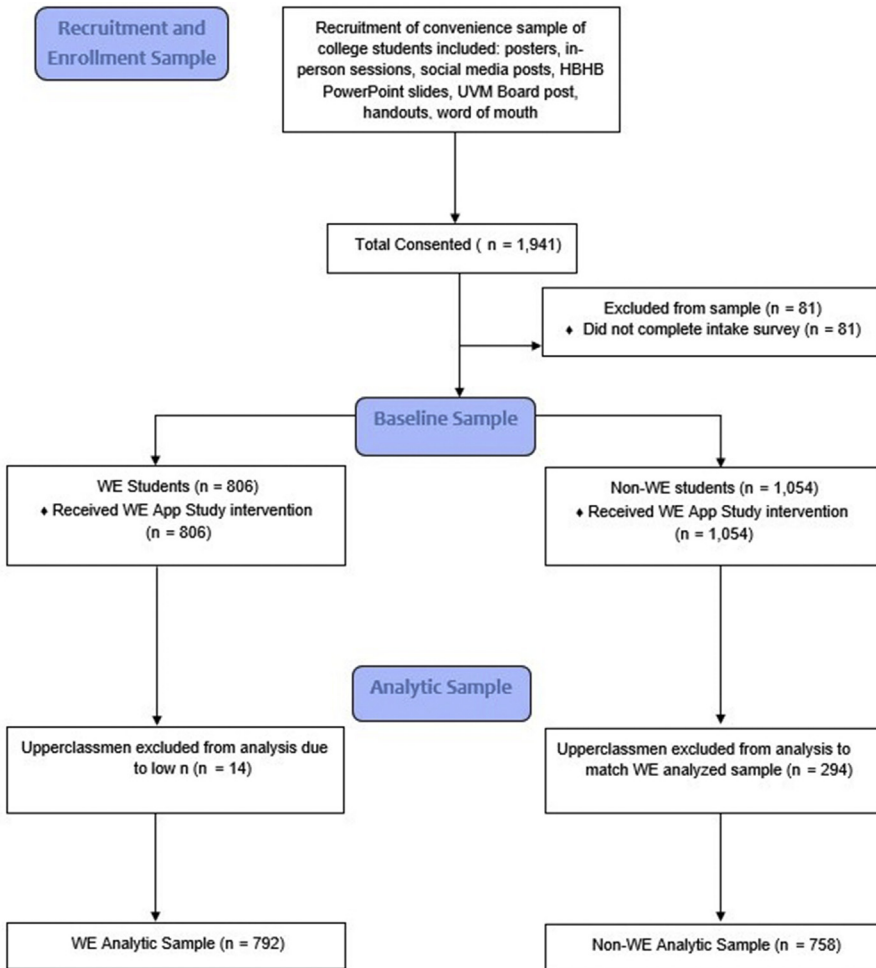 Recruitment and
Enrollment Sample
Recruitment of convenience sample of
college students included: posters, in-
person sessions, social media posts, HBHB
PowerPoint slides, UVM Board post,
handouts, word of mouth
Total Consented ( n = 1,941)
Excluded from sample (n = 81)
♦ Did not complete intake survey (n = 81)
Baseline Sample
WE Students (n = 806)
♦ Received WE App Study intervention
(n = 806)
Non-WE students (n = 1,054)
♦ Received WE App Study intervention
(n = 1,054)
Analytic Sample
Upperclassmen excluded from analysis due
to low n (n = 14)
Upperclassmen excluded from analysis to
match WE analyzed sample (n = 294)
WE Analytic Sample (n = 792)
Non-WE Analytic Sample (n = 758)